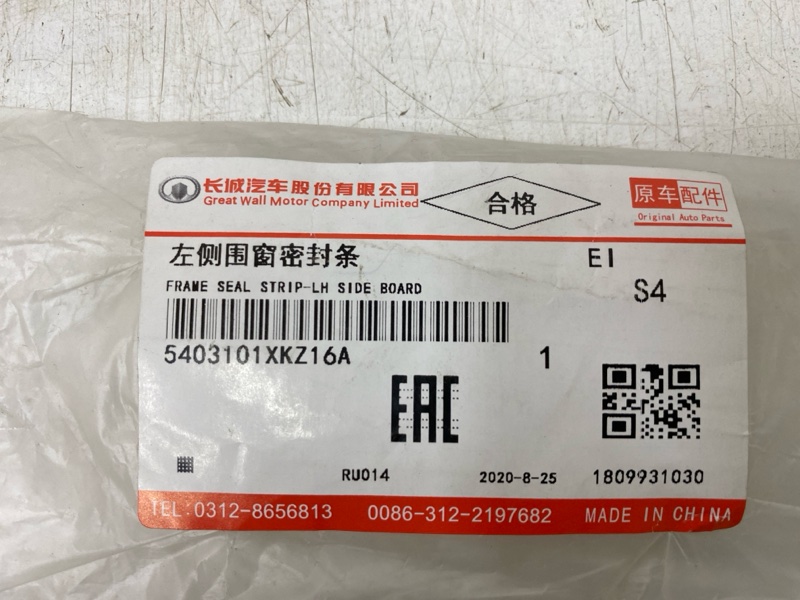 长城汽车股份有限公司
Great Wall Motor Company Limited
合格
原车配件
Original Auto Parts
左侧围窗密封条
EI
FRAME SEAL STRIP-LH SIDE BOARD
S4
5403101XKZ16A
1
EAC
RU014
2020-8-25
1809931030
TEL:0312-8656813 0086-312-2197682 MADE IN CHINA